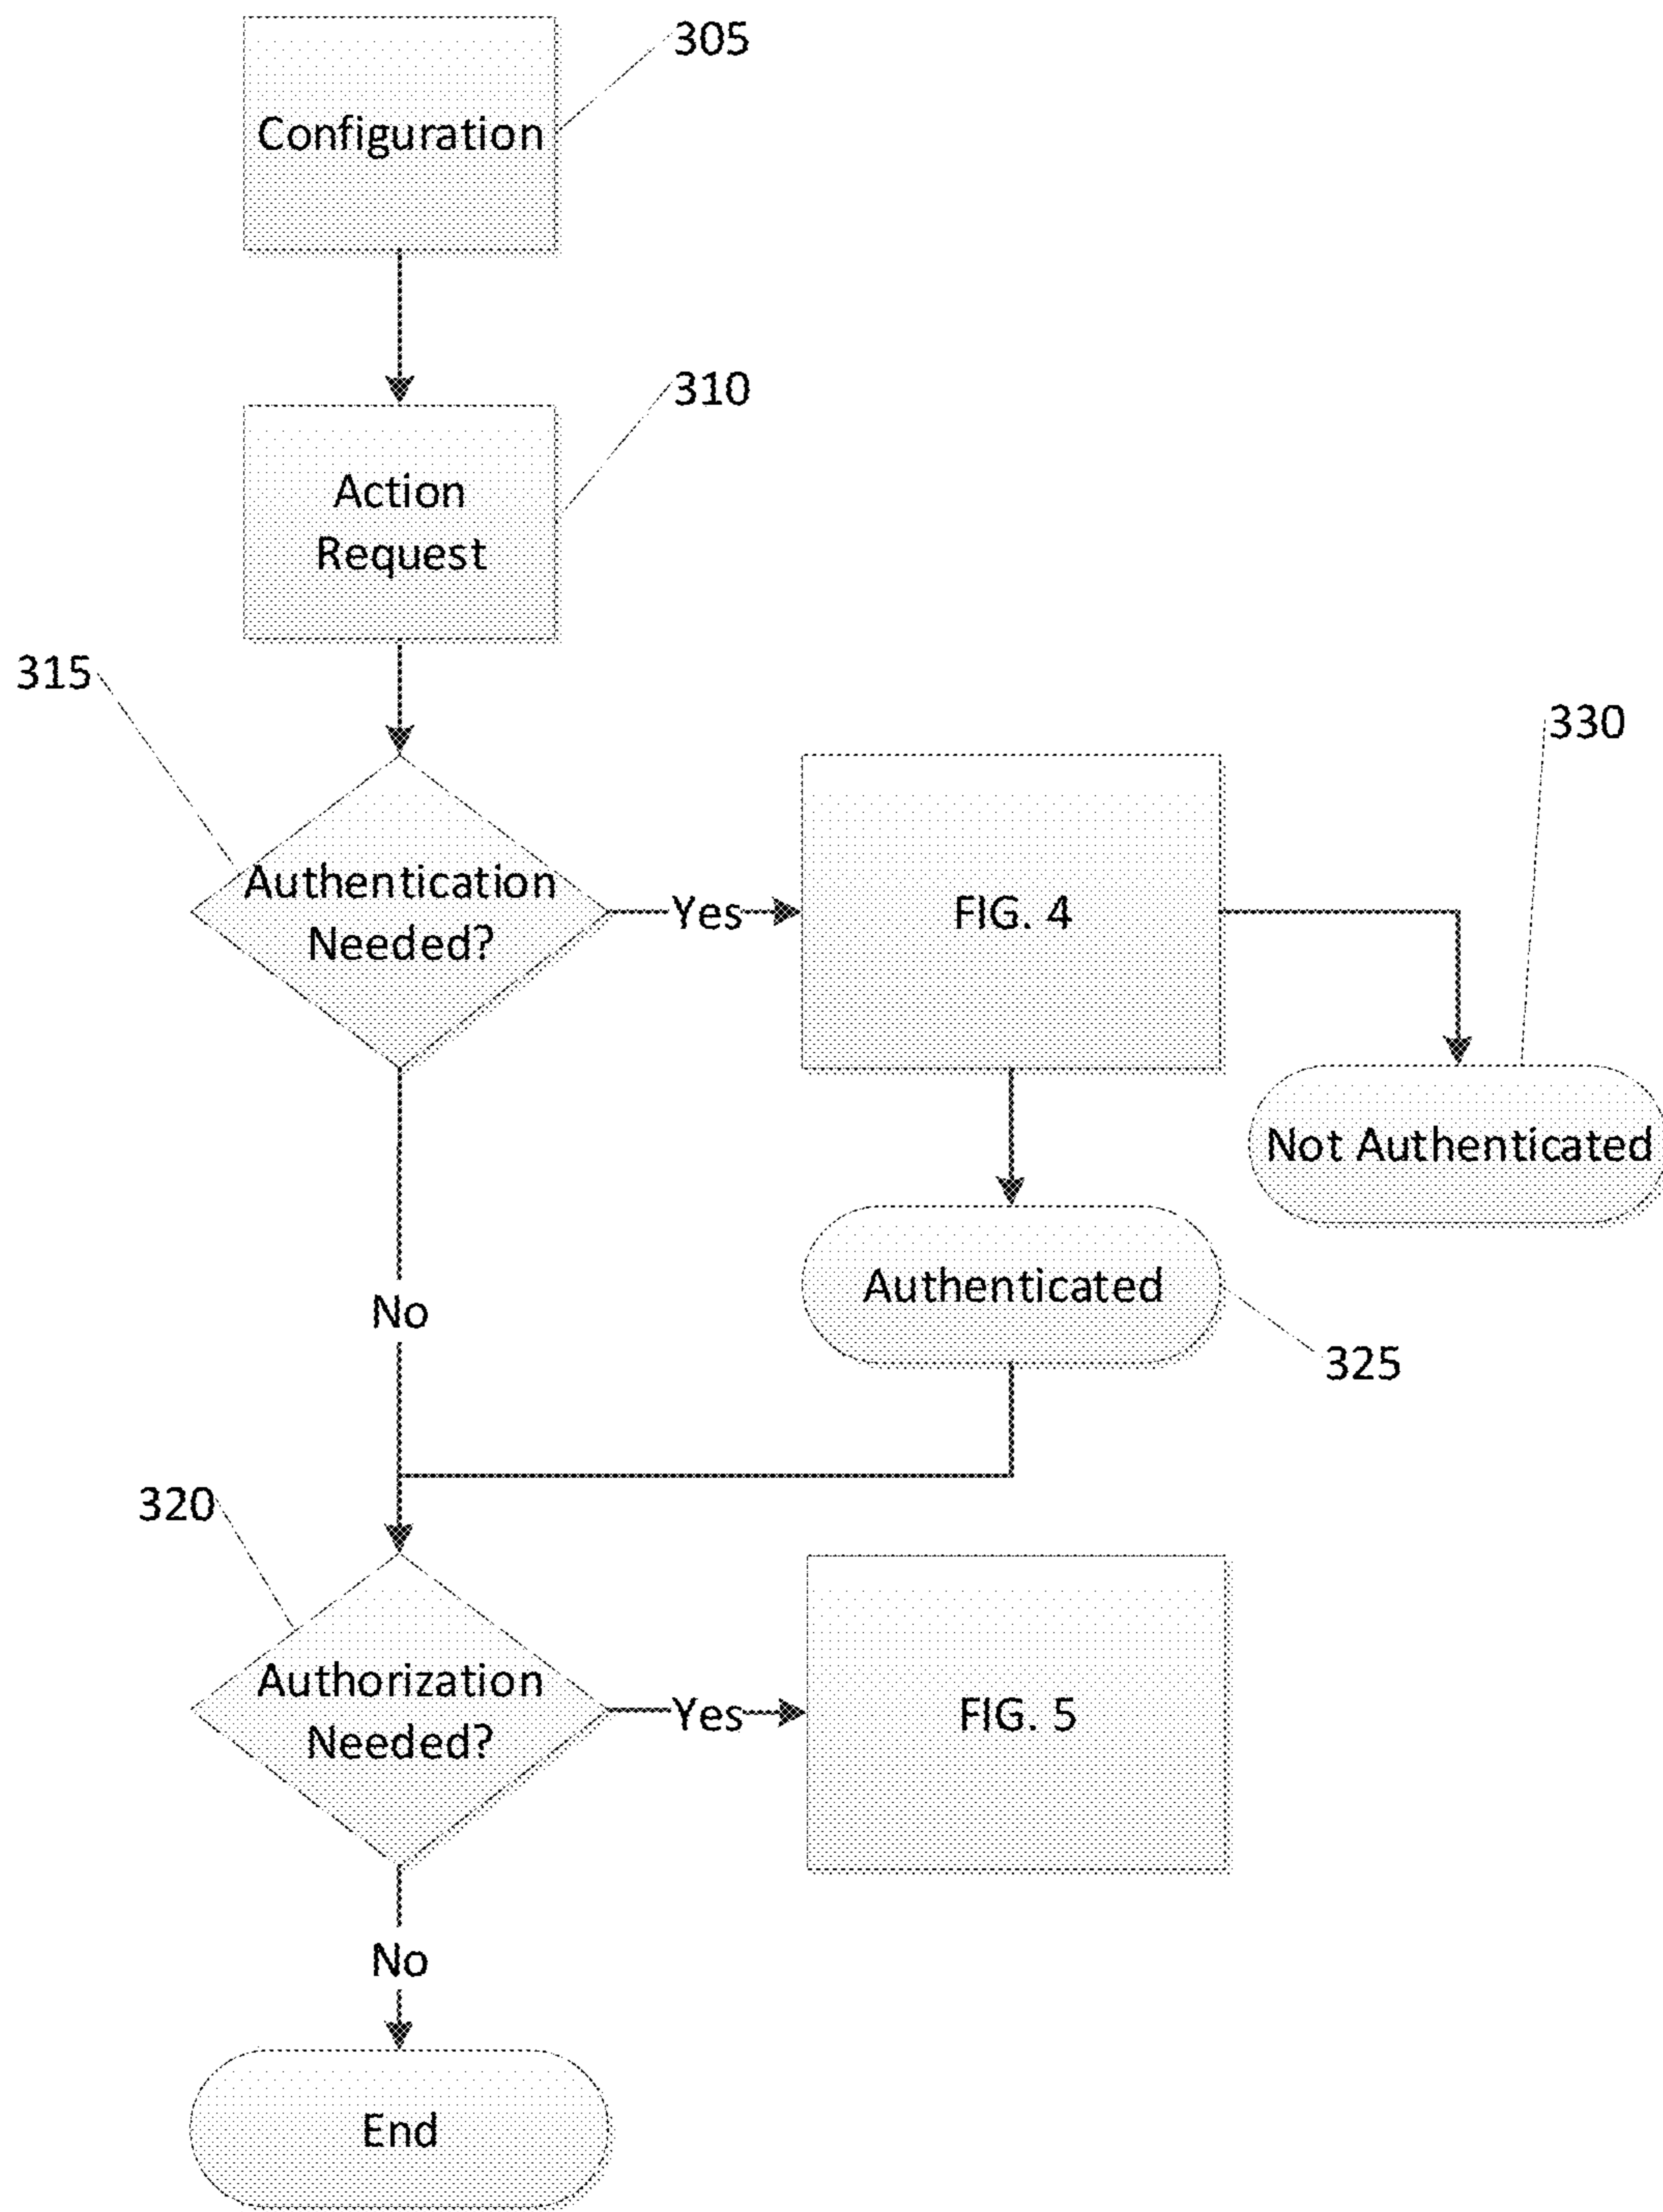 305
Configuration
310
Action
Request
315
330
Authentication
Needed?
Yes
FIG. 4
Not Authenticated
Authenticated
No
325
320
Authorization
Needed?
Yes
FIG. 5
No
End